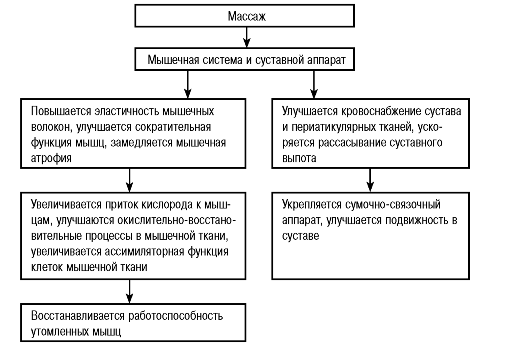 Массаж
Мышечная система и суставной аппарат
Повышается эластичность мышечных
волокон, улучшается сократительная
функция мышц, замедляется мышечная
атрофия
Улучшается кровоснабжение сустава
и периатикулярных тканей, уско-
ряется рассасывание суставного
выпота
Увеличивается приток кислорода к мыш-
цам, улучшаются окислительно-восстано-
вительные процессы в мышечной ткани,
увеличивается ассимиляторная функция
клеток мышечной ткани
Укрепляется сумочно-связочный
аппарат, улучшается подвижность в
суставе
Восстанавливается работоспособность
утомленных мышц